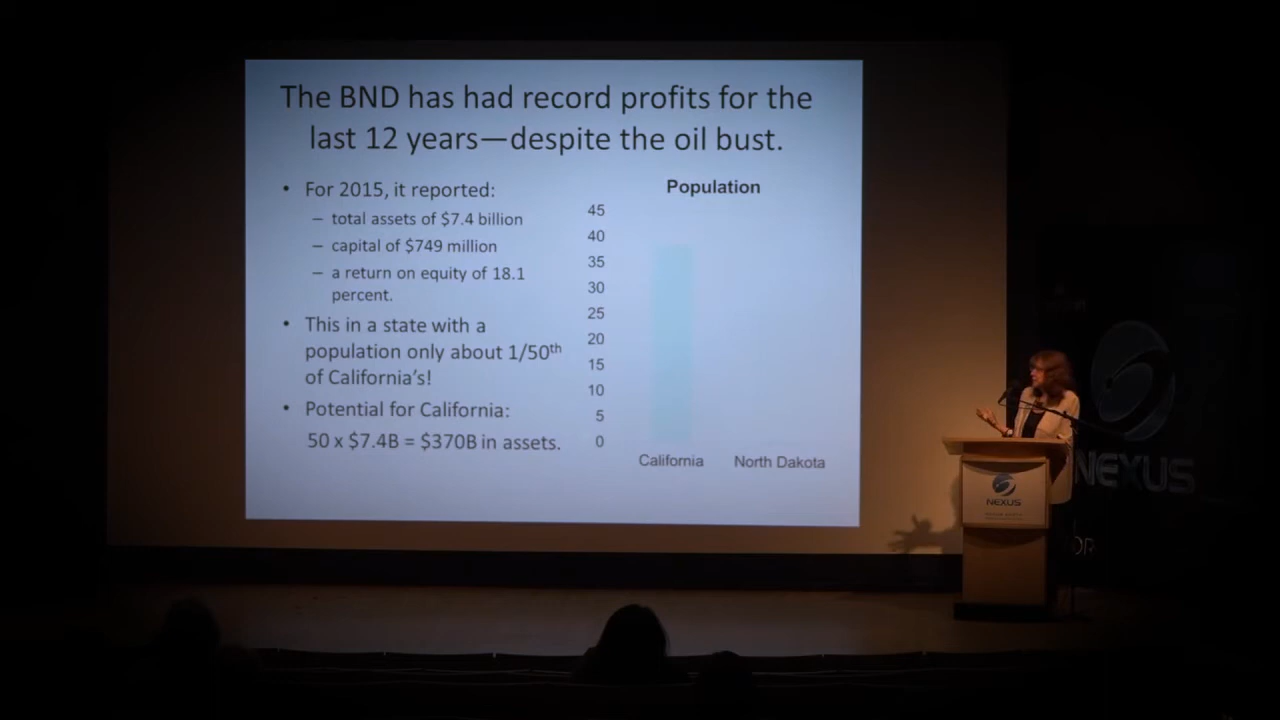 The BND has had record profits for the
last 12 years—despite the oil bust.
• For 2015, it reported:
– total assets of $7.4 billion
– capital of $749 million
– a return on equity of 18.1
percent.
• This in a state with a
population only about 1/50th
of California's!
• Potential for California:
50 x $7.4B = $370B in assets.
Population
45
40
35
30
25
20
15
10
5
0
California
North Dakota
NEXUS
NEXUS